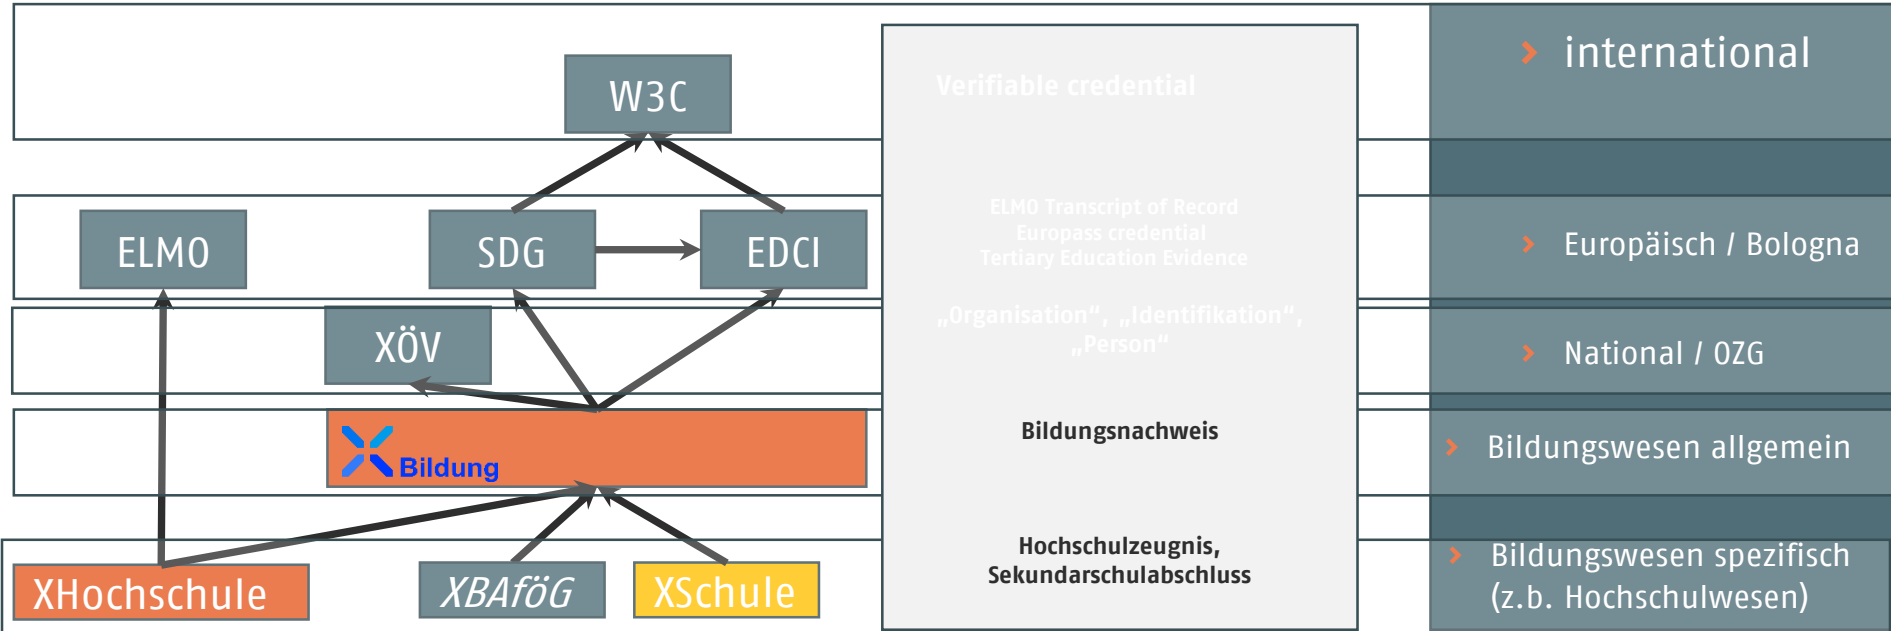 W3C
Verifiable credential
international
ELMO
SDG
EDCI
ELMO Transcript of Record
Europass credential
Tertiary Education Evidence
Europäisch / Bologna
XÖV
„Organisation“, „Identifikation“,
„Person“
National / OZG
Bildung
Bildungsnachweis
Bildungswesen allgemein
XHochschule
XBAföG
XSchule
Hochschulzeugnis,
Sekundarschulabschluss
Bildungswesen spezifisch
(z.b. Hochschulwesen)